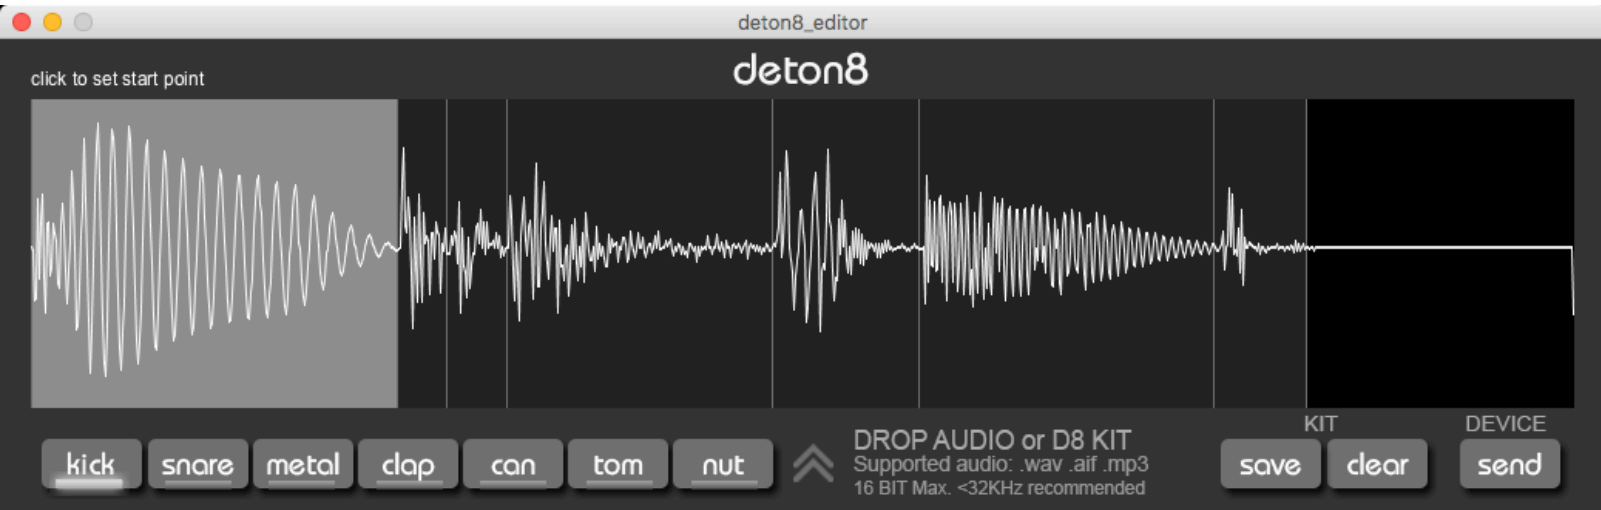 deton8_editor
deton8
click to set start point
kick snare metal clap can tom nut
DROP AUDIO or D8 KIT
Supported audio: .wav .aif .mp3
16 BIT Max. <32KHz recommended
KIT
save clear
DEVICE
send